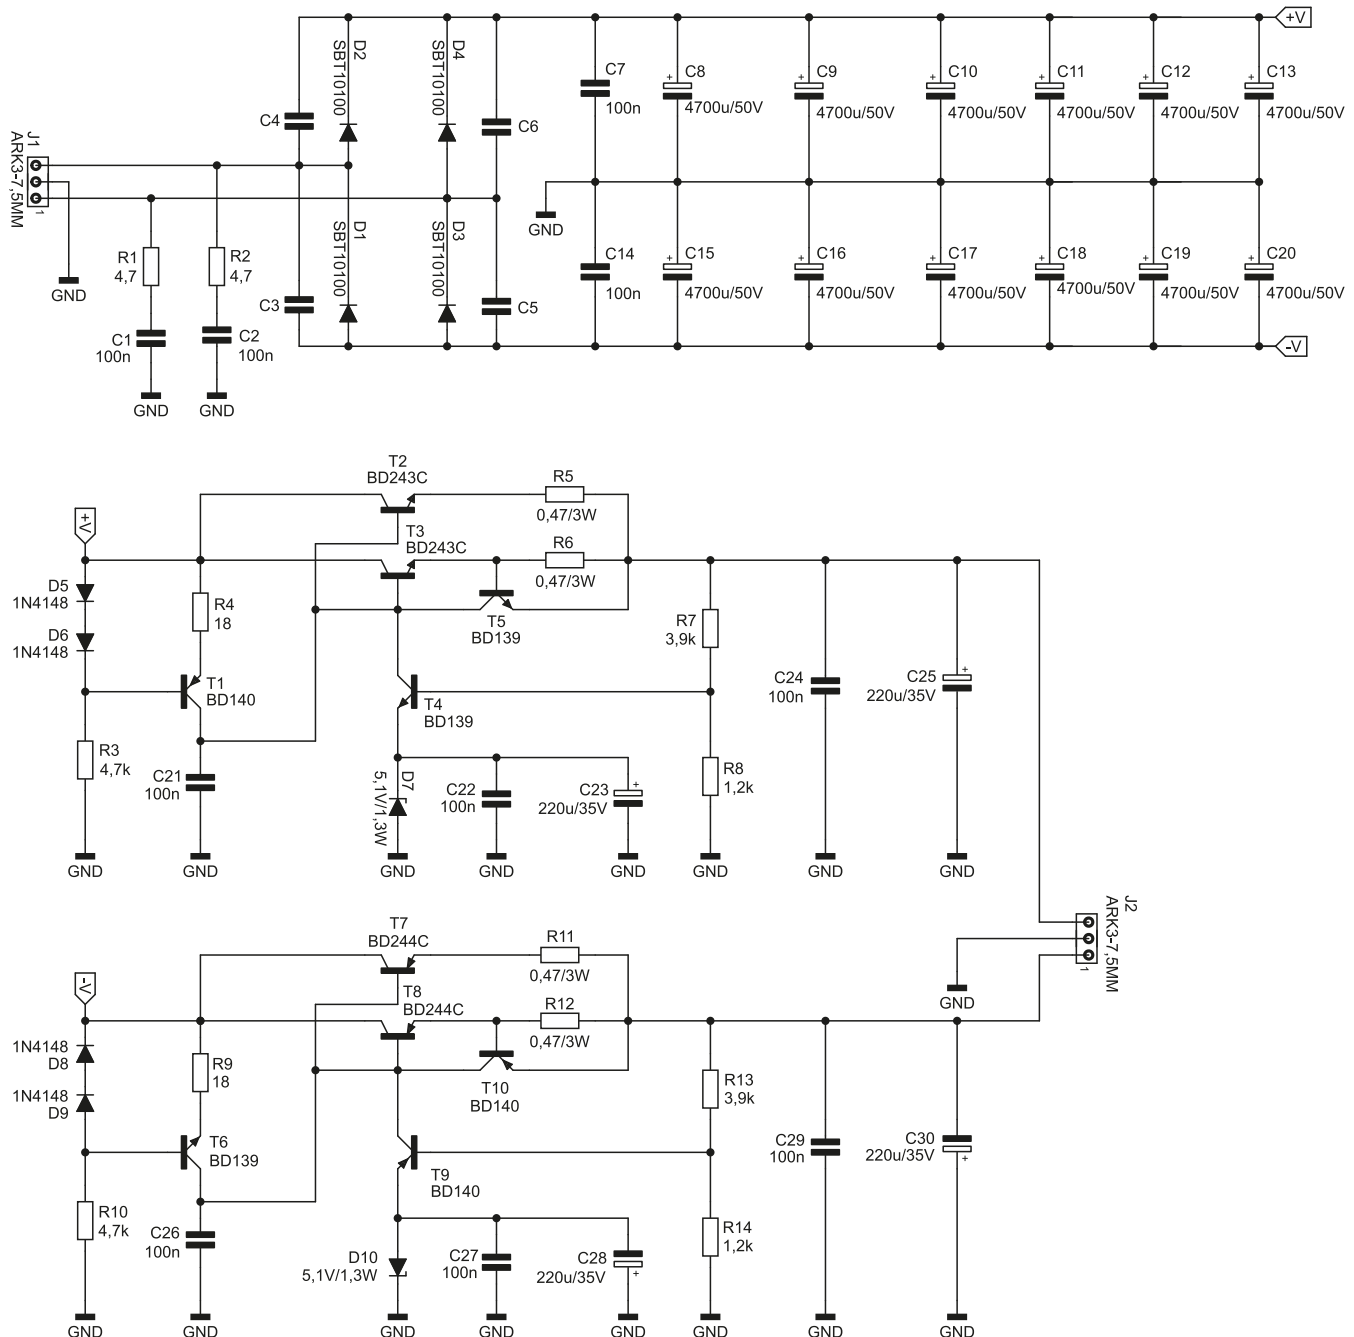 +V
D2
SBT10100
D4
SBT10100
C7
100n
C8
4700u/50V
C9
4700u/50V
C10
4700u/50V
C11
4700u/50V
C12
4700u/50V
C13
4700u/50V
+
+
+
+
+
+
C4
C6
J1
ARK3-7,5MM
1
GND
GND
R1
4,7
R2
4,7
D1
SBT10100
D3
SBT10100
C14
100n
C15
4700u/50V
C16
4700u/50V
C17
4700u/50V
C18
4700u/50V
C19
4700u/50V
C20
4700u/50V
+
+
+
+
+
+
C3
C5
C1
100n
C2
100n
-V
GND
GND
T2
BD243C
R5
0,47/3W
+V
T3
BD243C
R6
0,47/3W
D5
1N4148
R4
18
T5
BD139
R7
3,9k
D6
1N4148
T1
BD140
T4
BD139
C24
100n
C25
220u/35V
+
R3
4,7k
C21
100n
D7
5,1V/1,3W
C22
100n
C23
220u/35V
+
R8
1,2k
GND
GND
GND
GND
GND
GND
GND
GND
J2
ARK3-7,5MM
1
GND
T7
BD244C
R11
0,47/3W
-V
T8
BD244C
R12
0,47/3W
1N4148
D8
R9
18
T10
BD140
R13
3,9k
1N4148
D9
T6
BD139
T9
BD140
C29
100n
C30
220u/35V
+
R10
4,7k
C26
100n
D10
5,1V/1,3W
C27
100n
C28
220u/35V
+
R14
1,2k
GND
GND
GND
GND
GND
GND
GND
GND